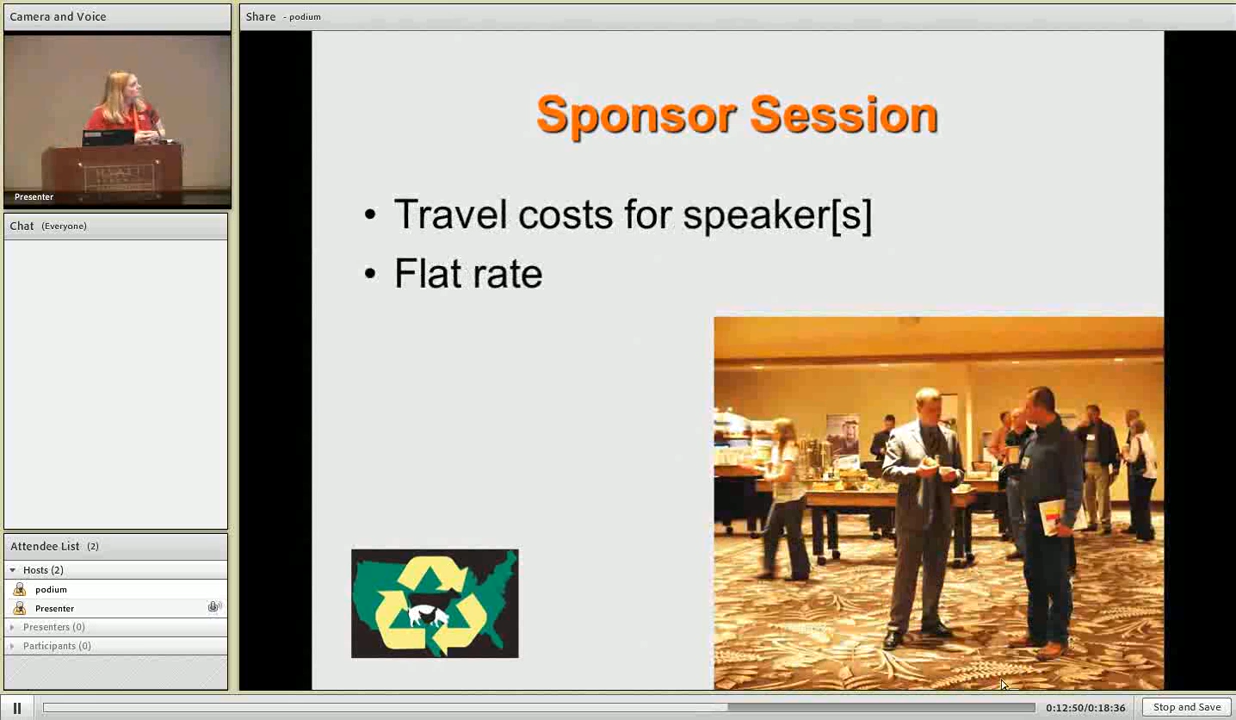 Camera and Voice
Presenter
Chat (Everyone)
Attendee List (2)
Hosts (2)
podium
Presenter
Presenters (0)
Participants (0)
Share - podium
Sponsor Session
• Travel costs for speaker[s]
• Flat rate
0:12:50/0:18:36
Stop and Save